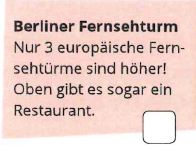 Berliner Fernsehturm
Nur 3 europäische Fern-
sehtürme sind höher!
Oben gibt es sogar ein
Restaurant.